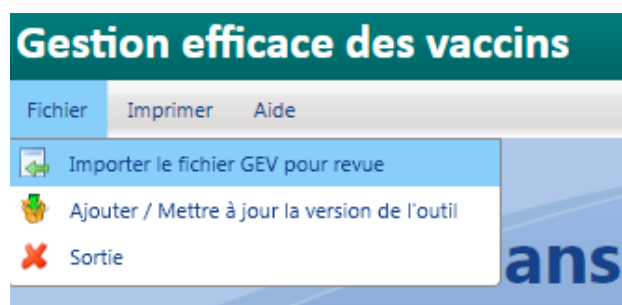 Gestion efficace des vaccins
Fichier Imprimer Aide
Importer le fichier GEV pour revue
Ajouter / Mettre à jour la version de l'outil
Sortie
ans